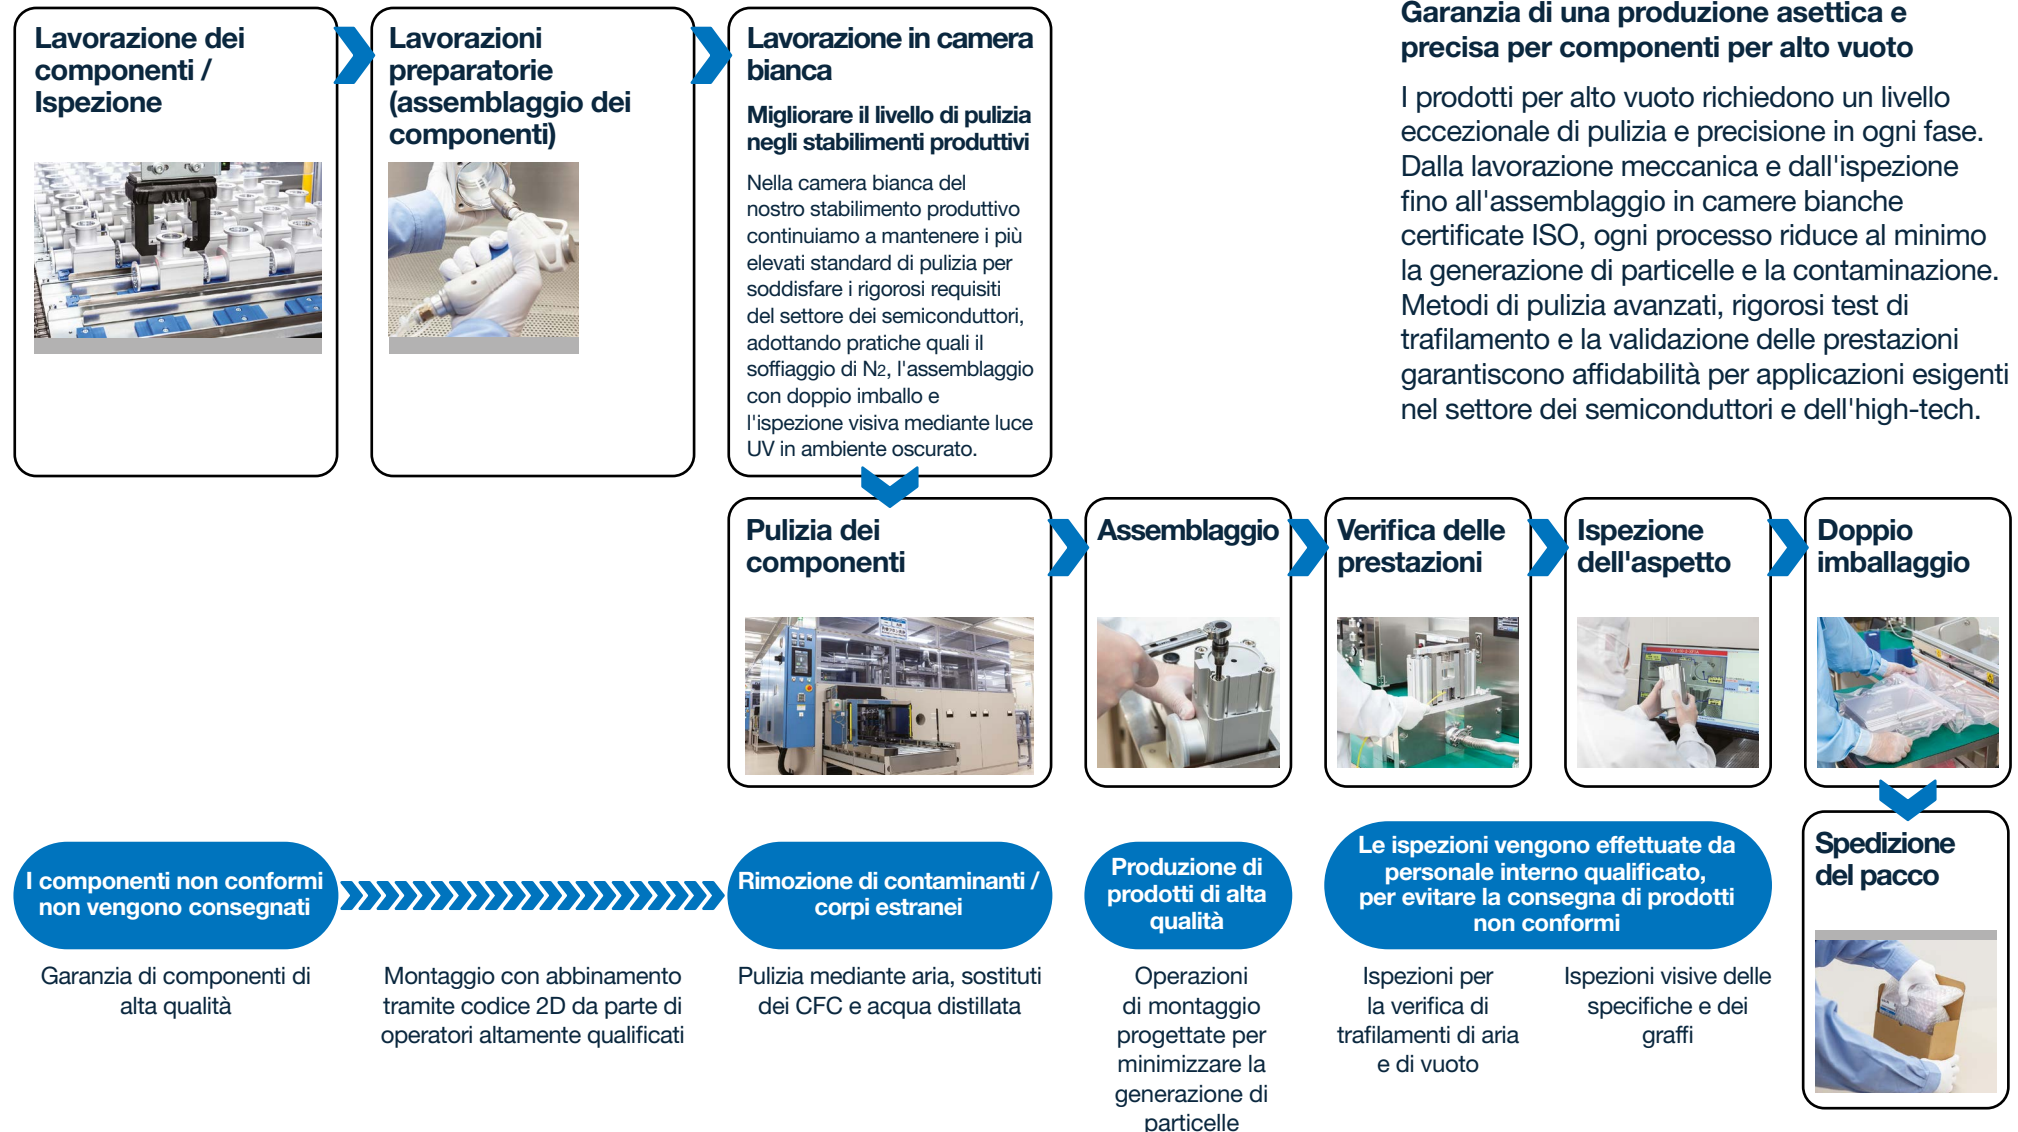 Lavorazione dei
componenti /
Ispezione
Lavorazioni
preparatorie
(assemblaggio dei
componenti)
Lavorazione in camera
bianca
Migliorare il livello di pulizia
negli stabilimenti produttivi
Nella camera bianca del
nostro stabilimento produttivo
continuiamo a mantenere i più
elevati standard di pulizia per
soddisfare i rigorosi requisiti
del settore dei semiconduttori,
adottando pratiche quali il
soffiaggio di N2, l'assemblaggio
con doppio imballo e
l'ispezione visiva mediante luce
UV in ambiente oscurato.
Garanzia di una produzione asettica e
precisa per componenti per alto vuoto
I prodotti per alto vuoto richiedono un livello
eccezionale di pulizia e precisione in ogni fase.
Dalla lavorazione meccanica e dall'ispezione
fino all'assemblaggio in camere bianche
certificate ISO, ogni processo riduce al minimo
la generazione di particelle e la contaminazione.
Metodi di pulizia avanzati, rigorosi test di
trafilamento e la validazione delle prestazioni
garantiscono affidabilità per applicazioni esigenti
nel settore dei semiconduttori e dell'high-tech.
Pulizia dei
componenti
Assemblaggio
Verifica delle
prestazioni
Ispezione
dell'aspetto
Doppio
imballaggio
Spedizione
del pacco
I componenti non conformi
non vengono consegnati
Rimozione di contaminanti /
corpi estranei
Produzione di
prodotti di alta
qualità
Le ispezioni vengono effettuate da
personale interno qualificato,
per evitare la consegna di prodotti
non conformi
Garanzia di componenti di
alta qualità
Montaggio con abbinamento
tramite codice 2D da parte di
operatori altamente qualificati
Pulizia mediante aria, sostituti
dei CFC e acqua distillata
Operazioni
di montaggio
progettate per
minimizzare la
generazione di
particelle
Ispezioni per
la verifica di
trafilamenti di aria
e di vuoto
Ispezioni visive delle
specifiche e dei
graffi